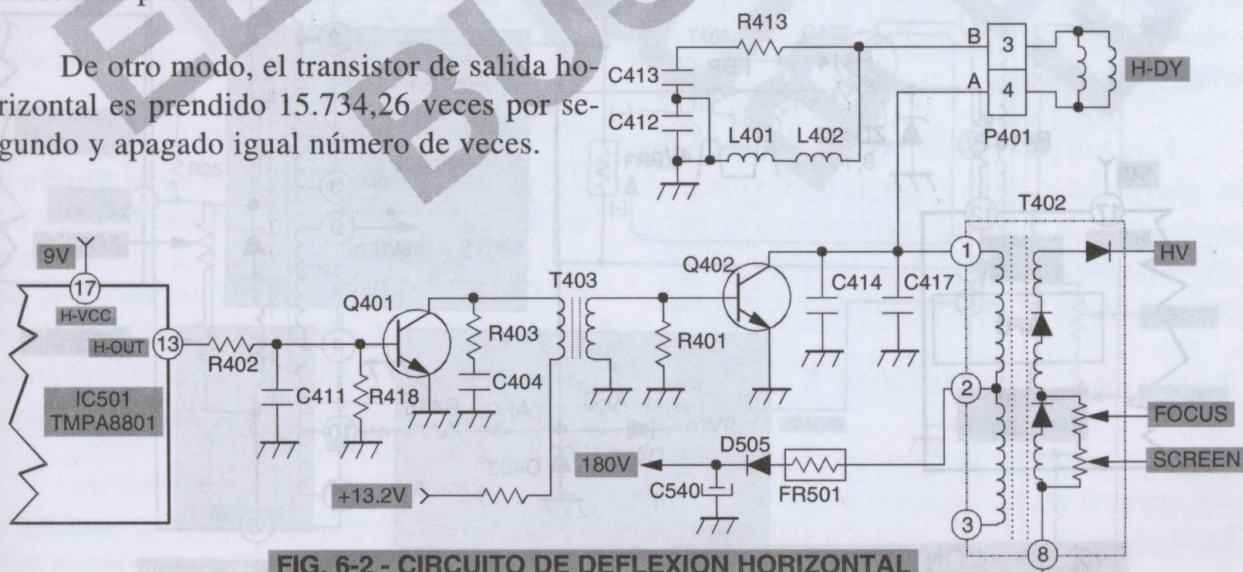 De otro modo, el transistor de salida ho-
rizontal es prendido 15.734,26 veces por se-
gundo y apagado igual número de veces.
R413
B
3
C413
H-DY
A
4
C412
L401
L402
P401
T402
9V
1
HV
17
Q402
H-VCC
T403
C414
C417
Q401
R403
H-OUT
13
R401
R402
C404
2
IC501
TMPA8801
C411
R418
FOCUS
D505
180V
SCREEN
C540
FR501
+13.2V
3
8
FIG. 6-2 - CIRCUITO DE DEFLEXION HORIZONTAL